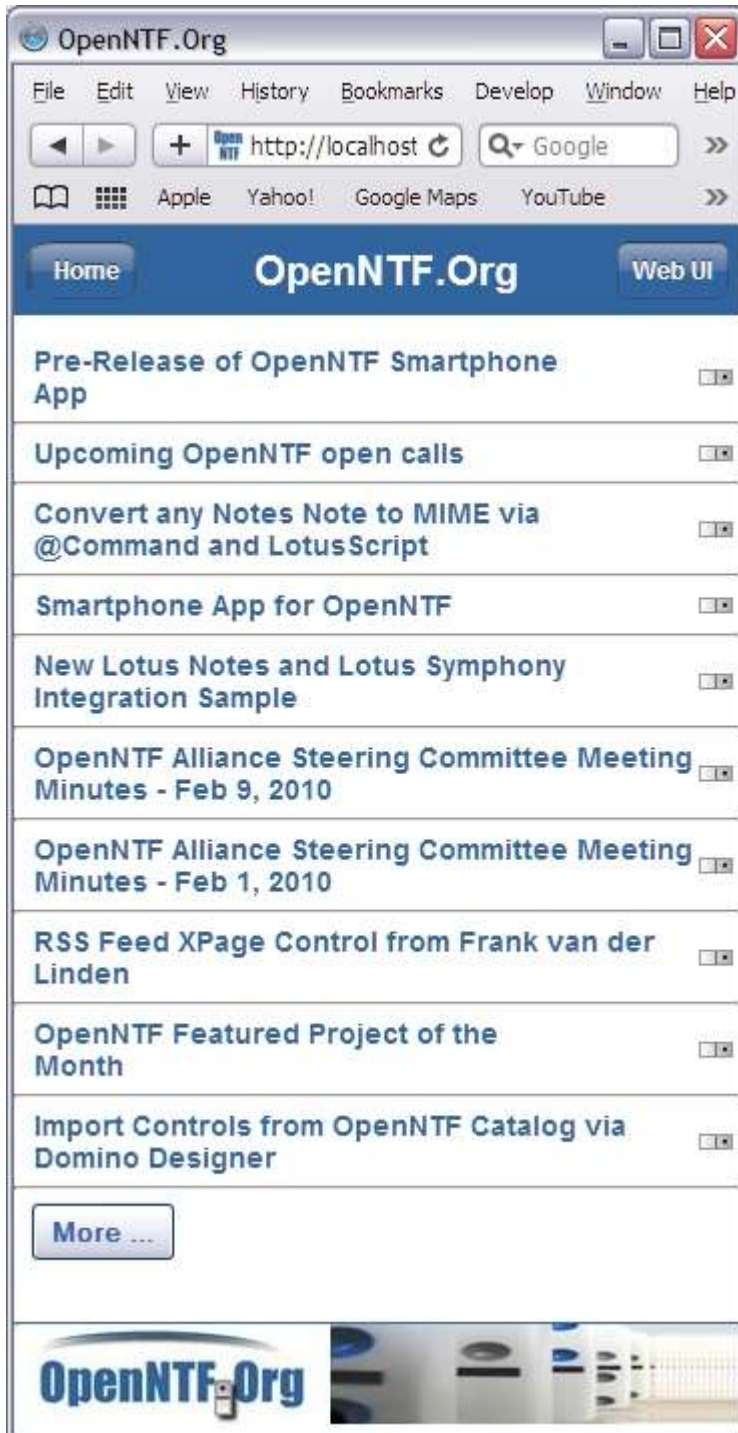 OpenNTF.Org
File Edit View History Bookmarks Develop Window Help
Open NTF http://localhost Google
Apple Yahoo! Google Maps YouTube
Home OpenNTF.Org Web UI
Pre-Release of OpenNTF Smartphone
App
Upcoming OpenNTF open calls
Convert any Notes Note to MIME via
@Command and LotusScript
Smartphone App for OpenNTF
New Lotus Notes and Lotus Symphony
Integration Sample
OpenNTF Alliance Steering Committee Meeting
Minutes - Feb 9, 2010
OpenNTF Alliance Steering Committee Meeting
Minutes - Feb 1, 2010
RSS Feed XPage Control from Frank van der
Linden
OpenNTF Featured Project of the
Month
Import Controls from OpenNTF Catalog via
Domino Designer
More ...
OpenNTF.Org